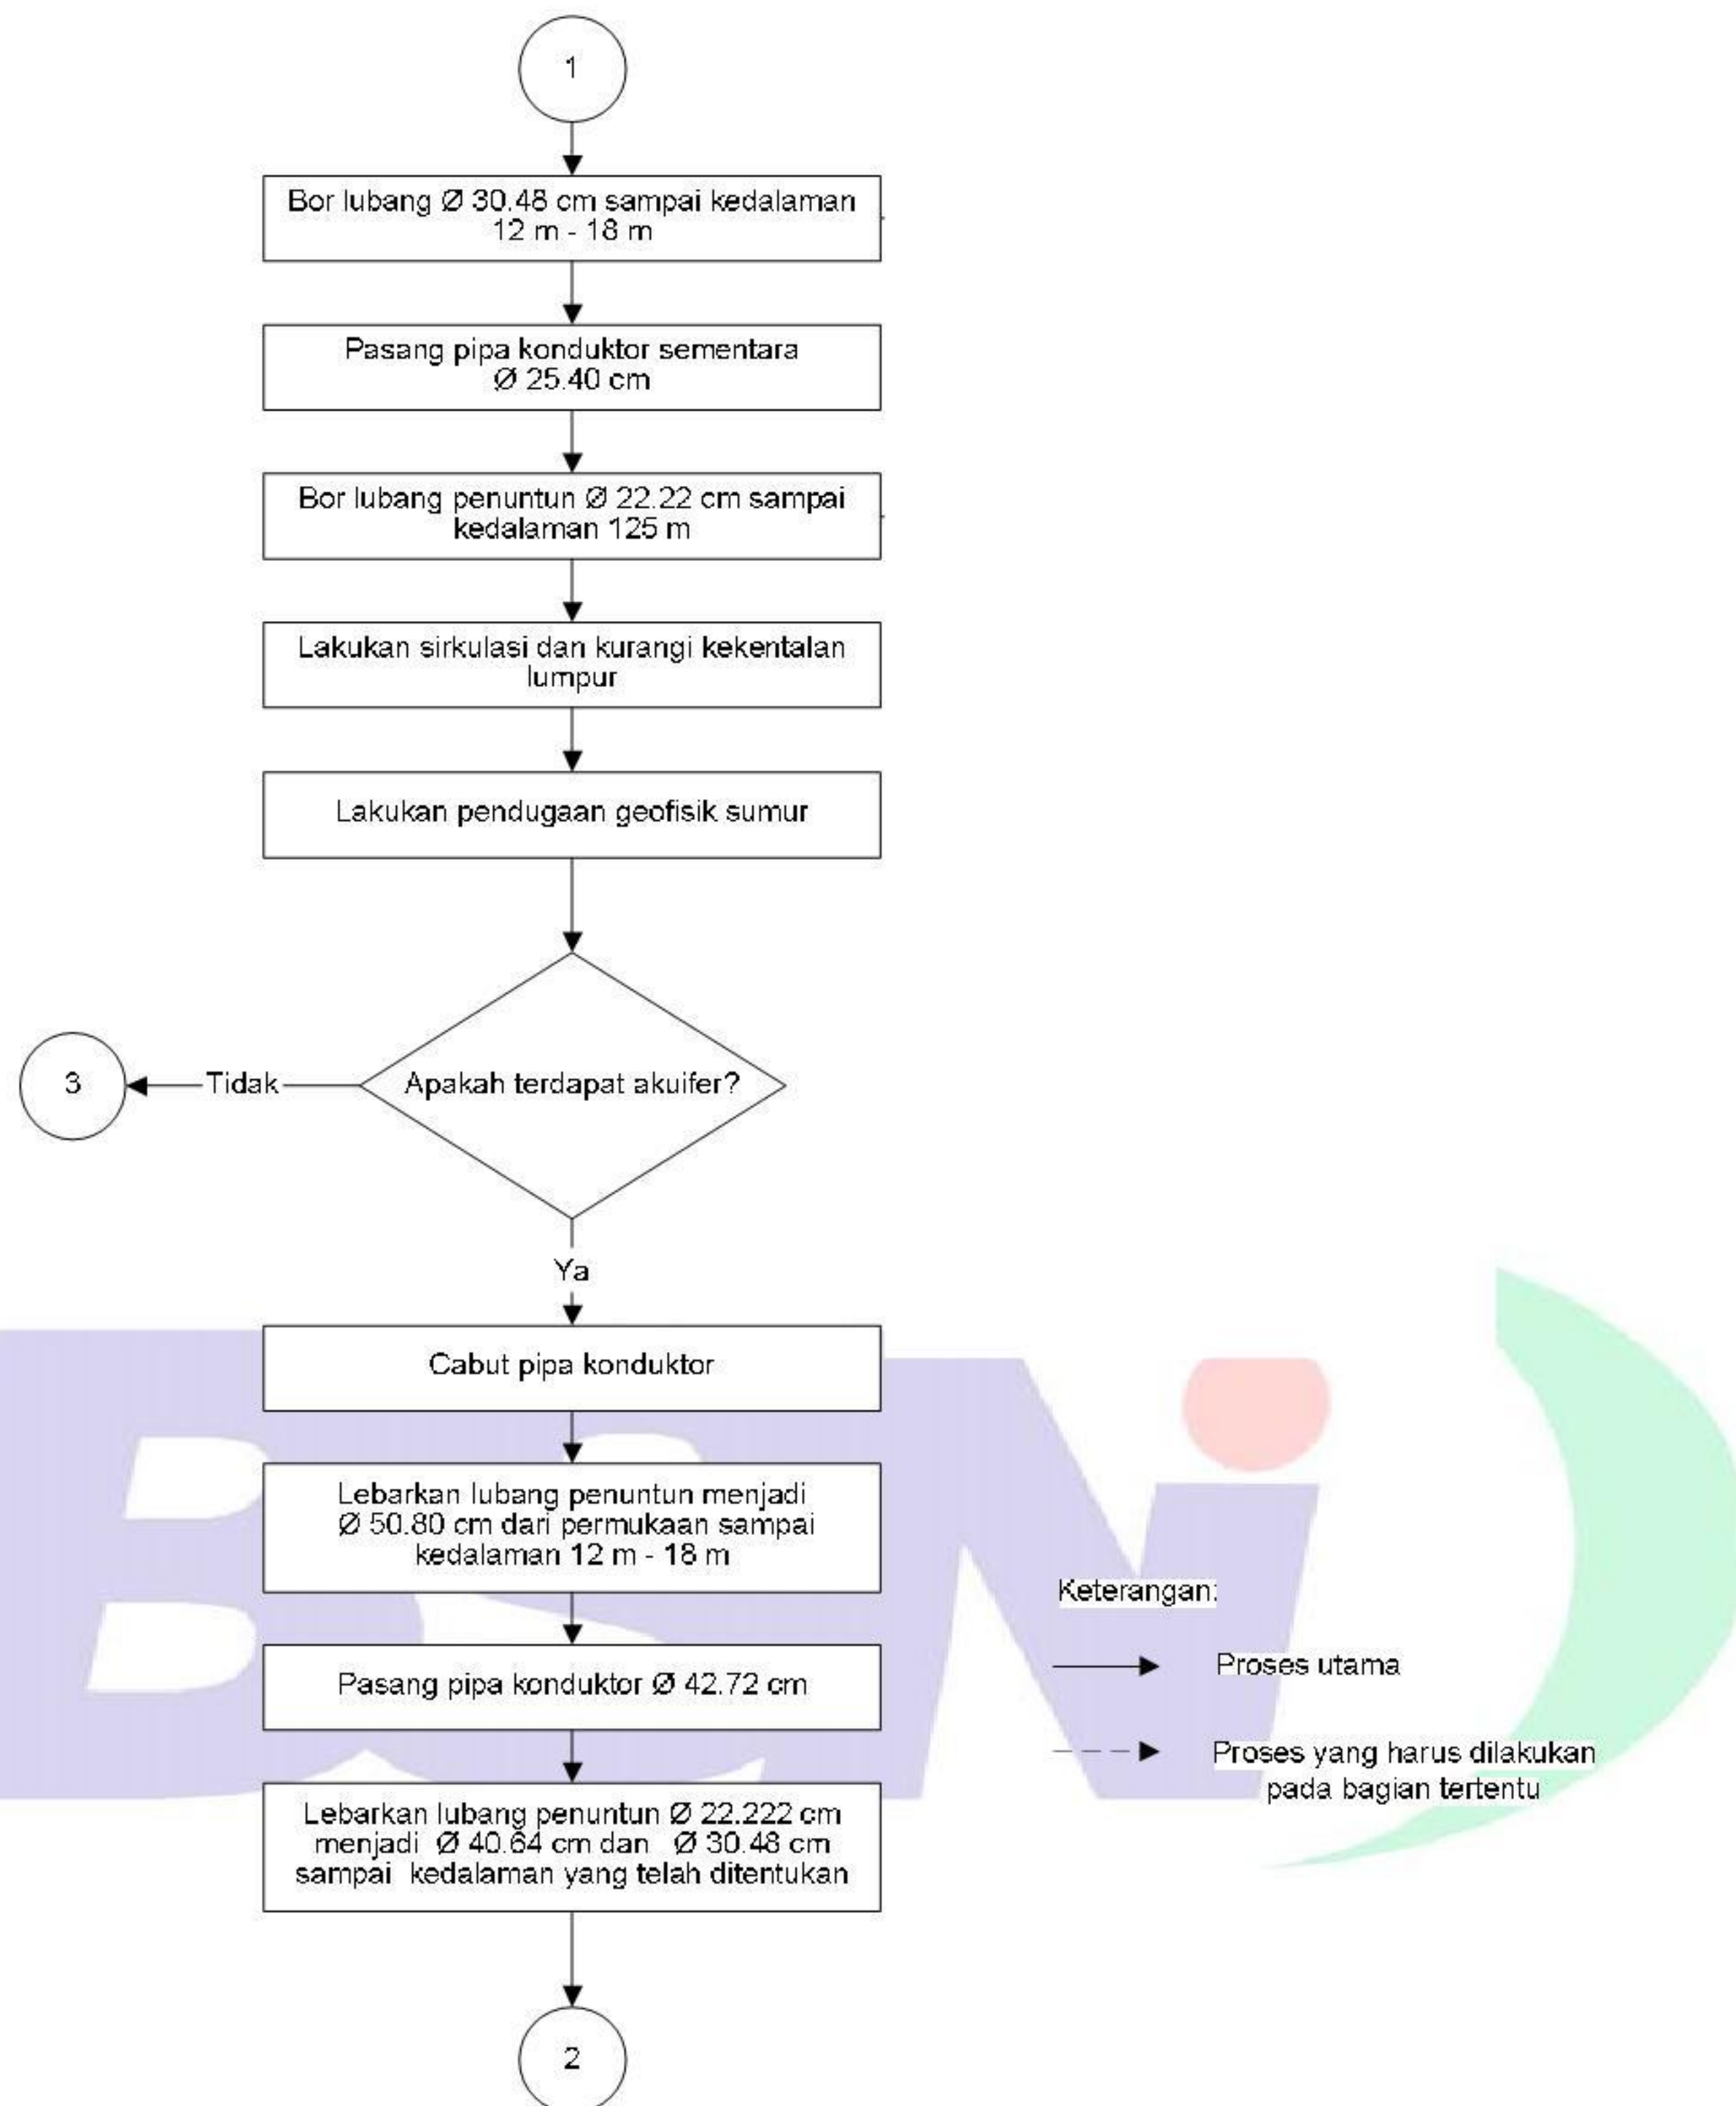 1
Bor lubang Ø 30.48 cm sampai kedalaman
12 m - 18 m
Pasang pipa konduktor sementara
Ø 25.40 cm
Bor lubang penuntun Ø 22.22 cm sampai
kedalaman 125 m
Lakukan sirkulasi dan kurangi kekentalan
lumpur
Lakukan pendugaan geofisik sumur
Apakah terdapat akuifer?
Tidak
3
Ya
Cabut pipa konduktor
Lebarkan lubang penuntun menjadi
Ø 50.80 cm dari permukaan sampai
kedalaman 12 m - 18 m
Pasang pipa konduktor Ø 42.72 cm
Lebarkan lubang penuntun Ø 22.222 cm
menjadi Ø 40.64 cm dan Ø 30.48 cm
sampai kedalaman yang telah ditentukan
2
Keterangan:
Proses utama
Proses yang harus dilakukan
pada bagian tertentu
BSNi